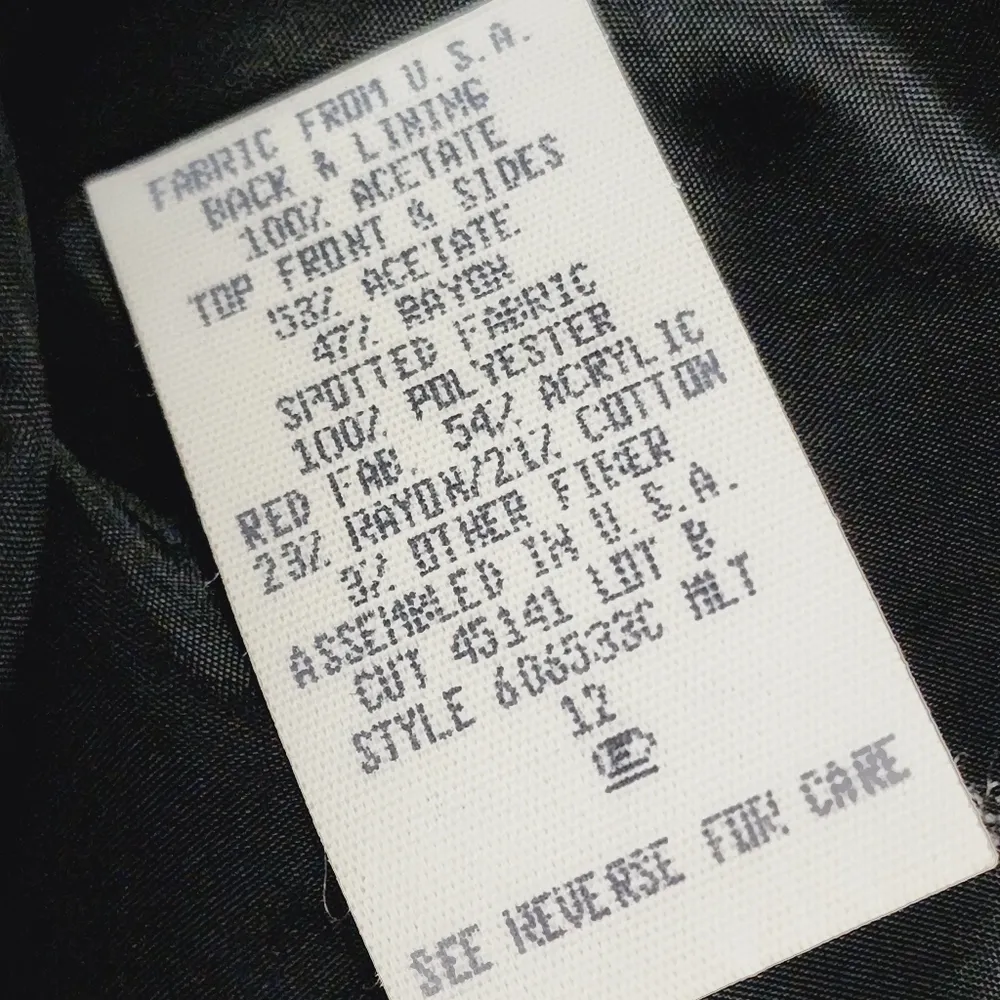 FABRIC FROM U.S.A.
BACK & LINING
100% ACETATE
TOP FRONT & SIDES
53% ACETATE
47% RAYON
SPOTTED FABRIC
100% POLYESTER
RED FAB. 54% ACRYLIC
23% RAYON/21% COTTON
3% OTHER FIBER
ASSEMBLED IN U.S.A.
CUT 45141 LOT B
STYLE 606533C MLT
12
SEE REVERSE FOR CARE